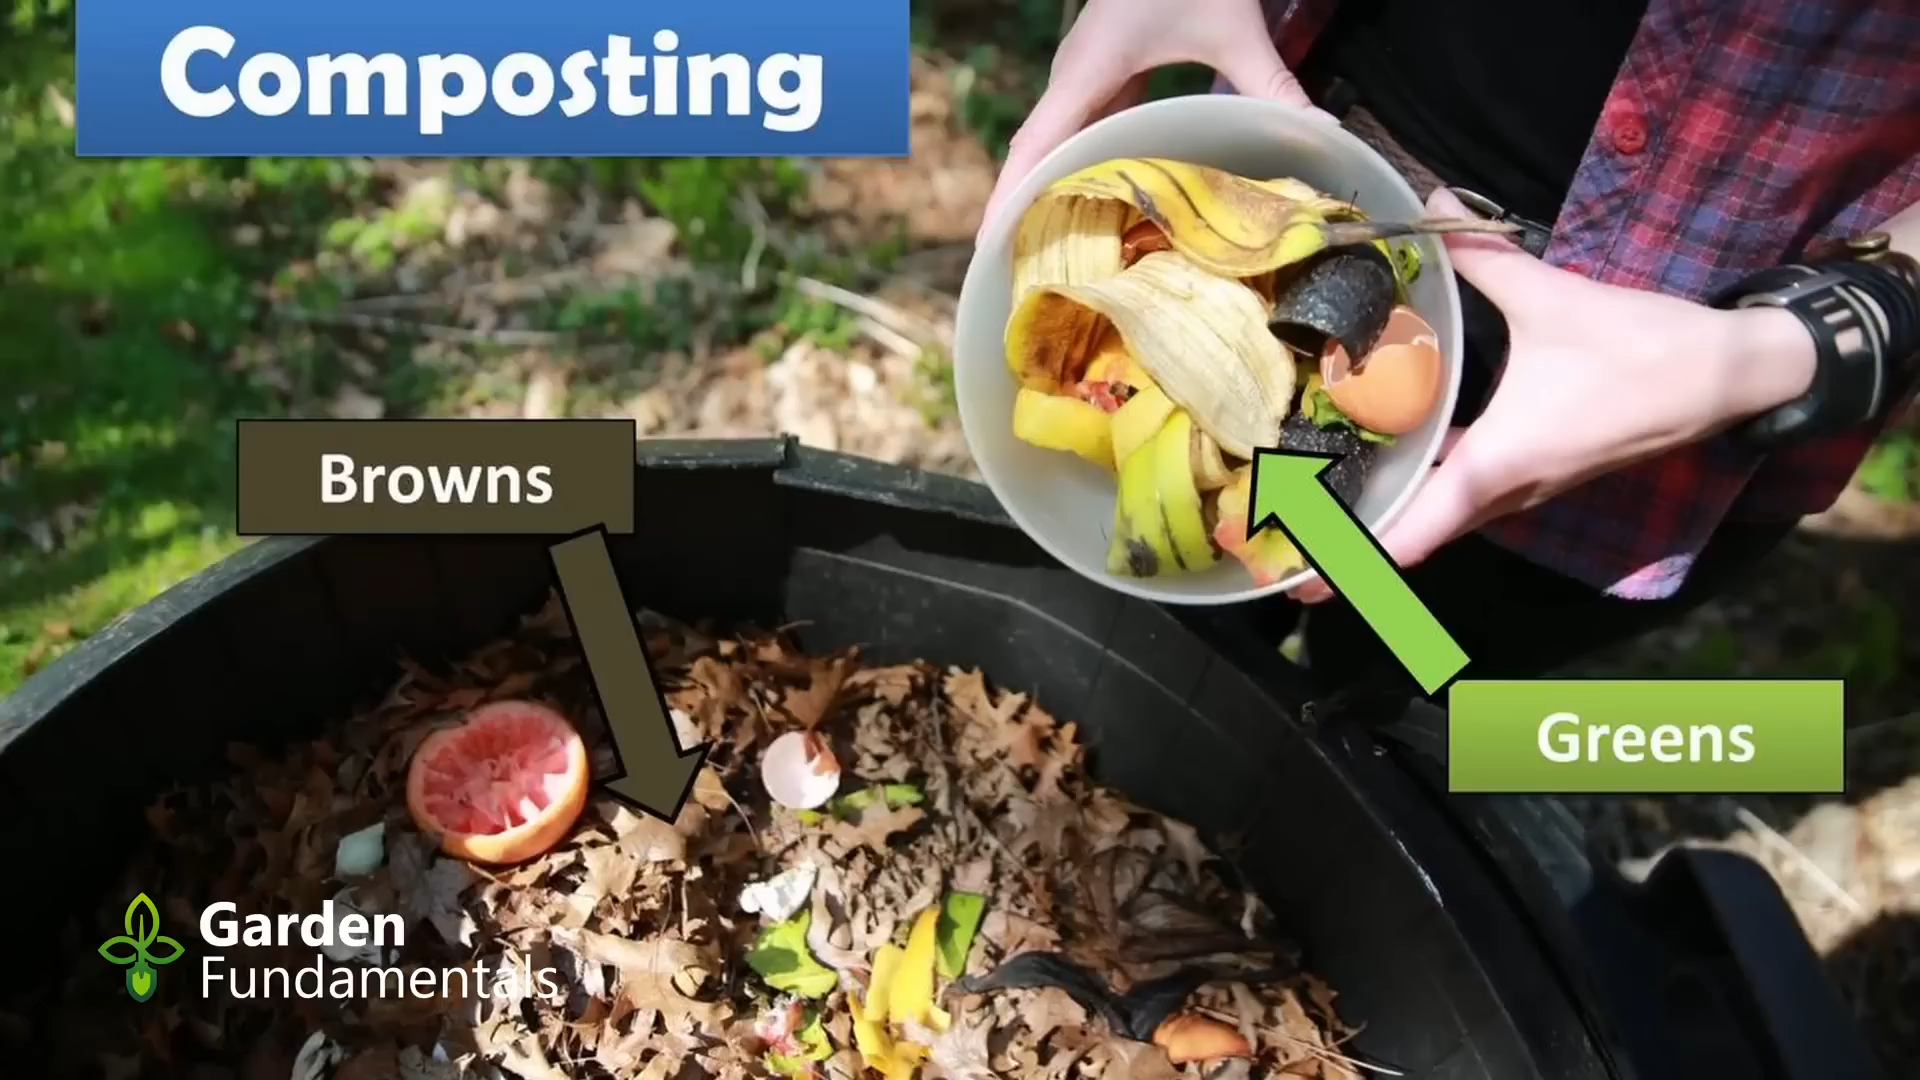 Composting
Browns
Greens
Garden
Fundamentals